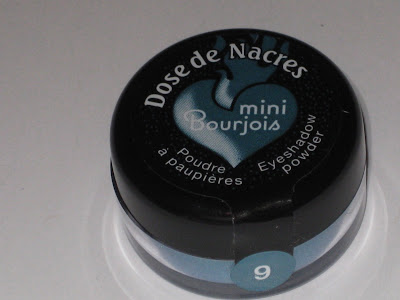 Dose de Nacres
mini
Bourjois
Poudre
à paupières
Eyeshadow
powder
9